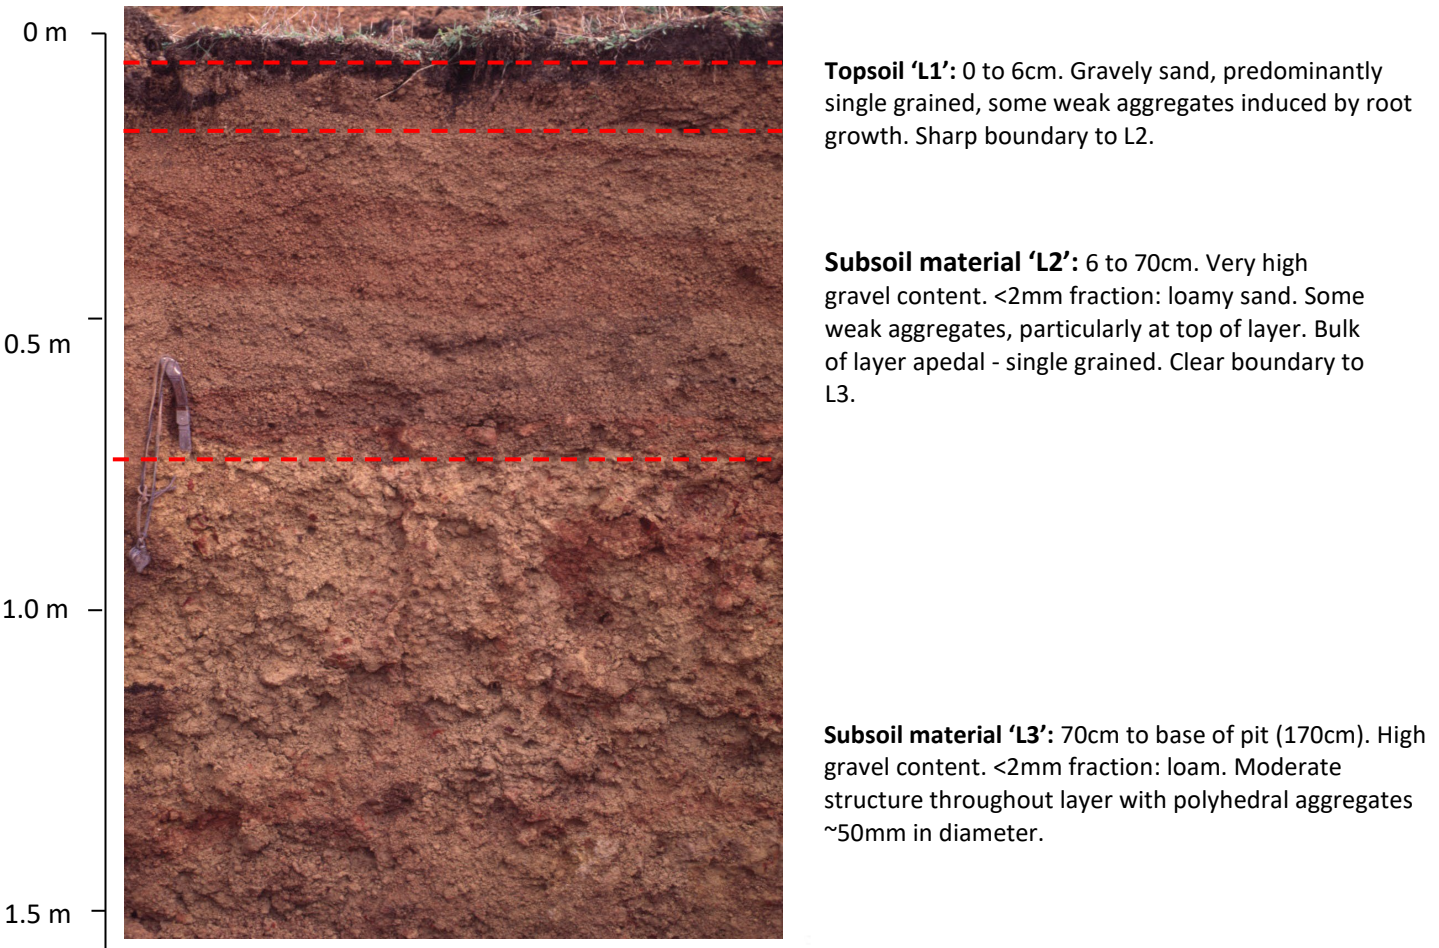 0 m
0.5 m
1.0 m
1.5 m
Topsoil ‘L1’: 0 to 6cm. Gravely sand, predominantly
single grained, some weak aggregates induced by root
growth. Sharp boundary to L2.
Subsoil material ‘L2’: 6 to 70cm. Very high
gravel content. <2mm fraction: loamy sand. Some
weak aggregates, particularly at top of layer. Bulk
of layer apedal - single grained. Clear boundary to
L3.
Subsoil material ‘L3’: 70cm to base of pit (170cm). High
gravel content. <2mm fraction: loam. Moderate
structure throughout layer with polyhedral aggregates
~50mm in diameter.